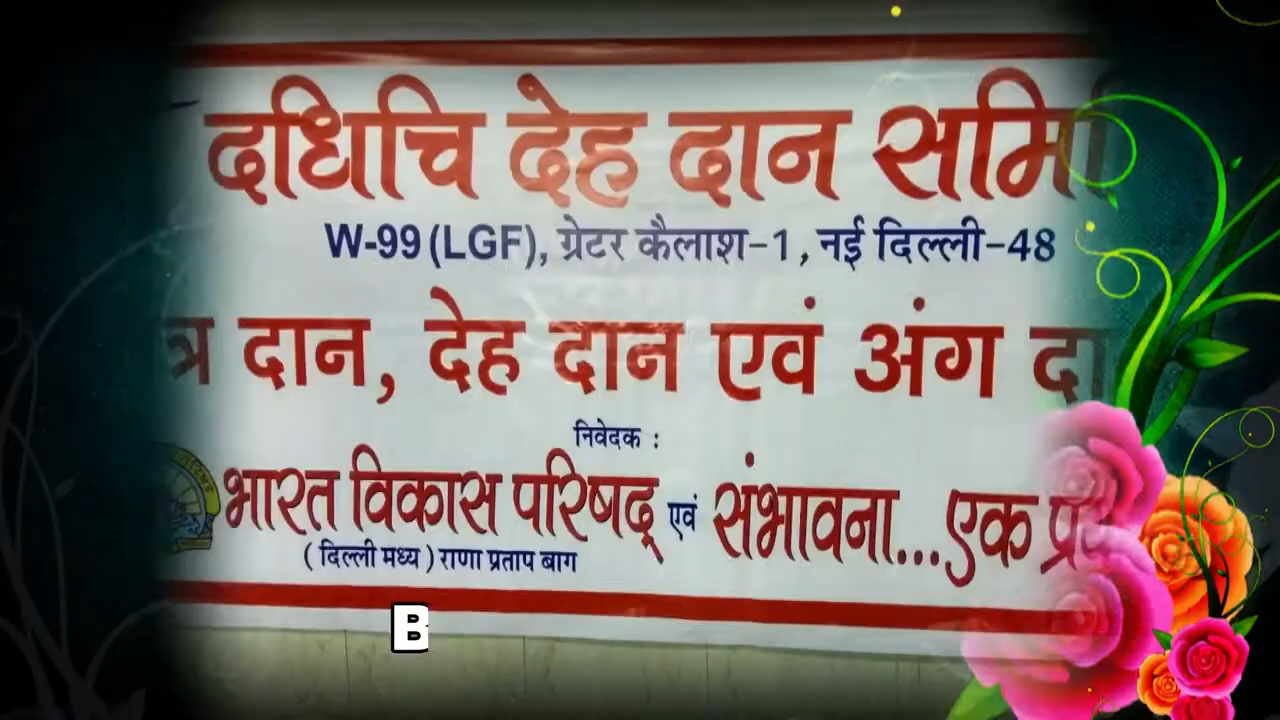 दधिचि देह दान समि
W-99 (LGF), ग्रेटर कैलाश-1, नई दिल्ली-48
त्र दान, देह दान एवं अंग दा
निवेदक :
भारत विकास परिषद् एवं संभावना...एक
( दिल्ली मध्य ) राणा प्रताप बाग
B